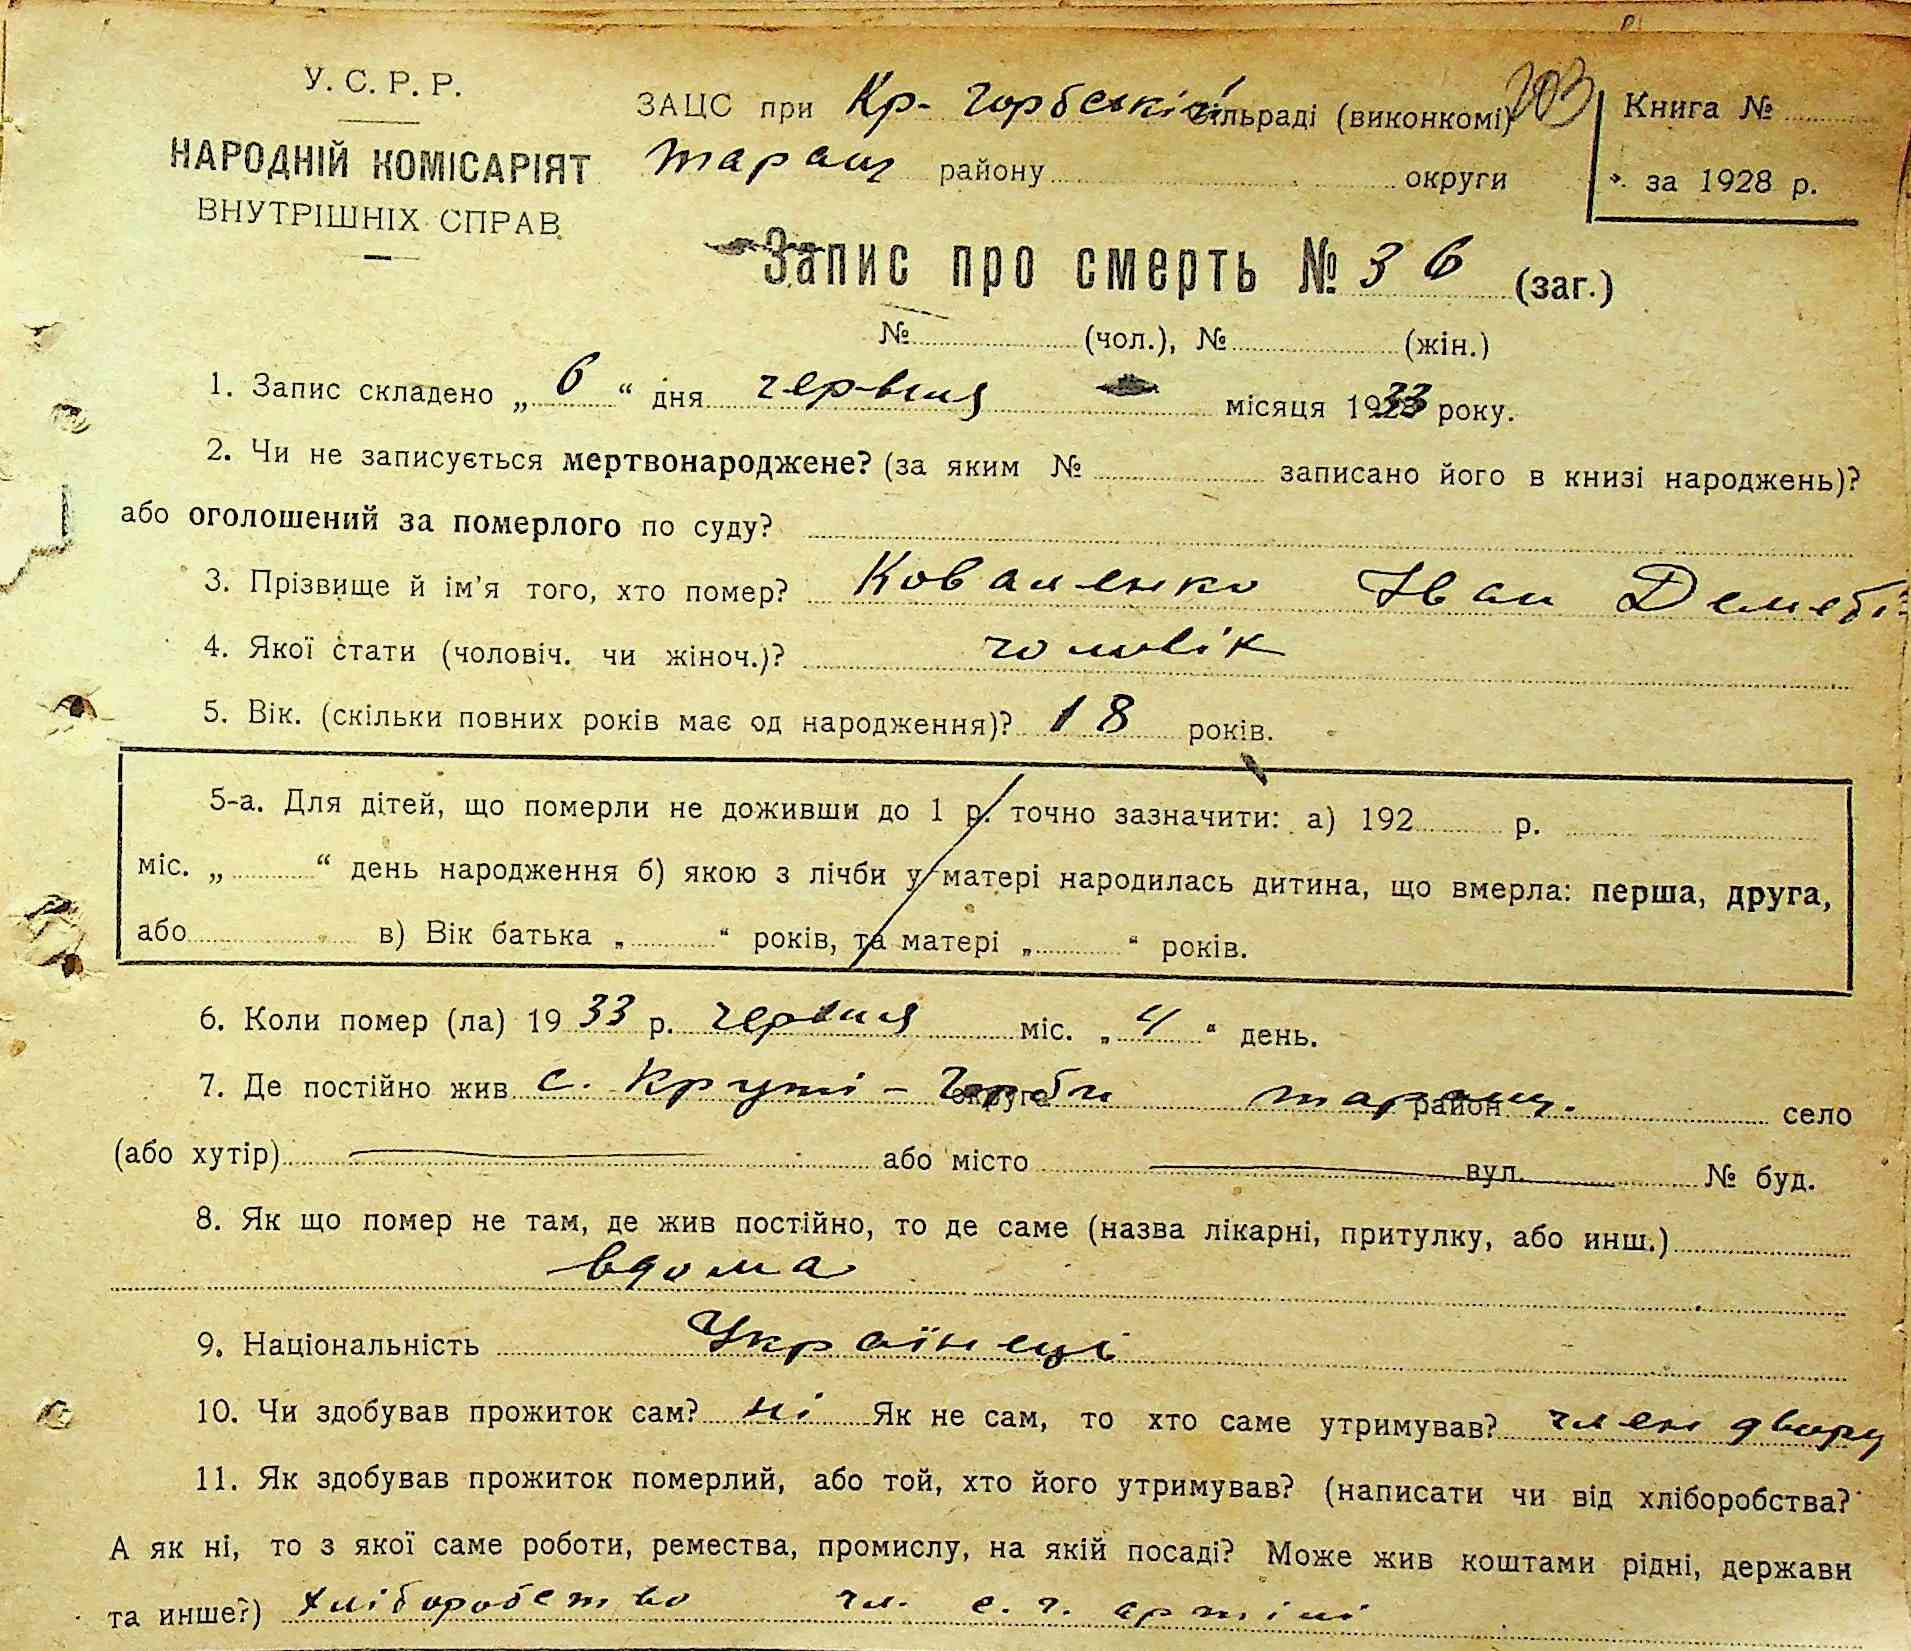 У. С. Р. Р.
НАРОДНІЙ КОМІСАРІЯТ
ВНУТРІШНІХ СПРАВ
ЗАЦС при Кр-Горбській сільраді (виконкомі) 203
Таращ району округи
Книга №
за 1928 р.
Запис про смерть № 36 (заг.)
№ (чол.), № (жін.)
1. Запис складено „6“ дня червня місяця 1933 року.
2. Чи не записується мертвонароджене? (за яким № записано його в книзі народжень)?
або оголошений за померлого по суду?
3. Прізвище й ім'я того, хто помер? Коваленко Іван
4. Якої стати (чоловіч. чи жіноч.)? чоловік
5. Вік. (скільки повних років має од народження)? 18 років.
5-а. Для дітей, що померли не доживши до 1 р. точно зазначити: а) 192 р.
міс. „ “ день народження б) якою з лічби у матері народилась дитина, що вмерла: перша, друга,
або в) Вік батька „ “ років, та матері „ “ років.
6. Коли помер (ла) 1933 р. червня міс. „4“ день.
7. Де постійно жив с. Круті-Горби округа таращ. район село
(або хутір) або місто вул. № буд.
8. Як що помер не там, де жив постійно, то де саме (назва лікарні, притулку, або инш.)
вдома
9. Національність Українець
10. Чи здобував прожиток сам? ні Як не сам, то хто саме утримував? член двору
11. Як здобував прожиток померлий, або той, хто його утримував? (написати чи від хліборобства?
А як ні, то з якої саме роботи, ремества, промислу, на якій посаді? Може жив коштами рідні, держави
та инше?) хліборобство чл. с. г. артілі